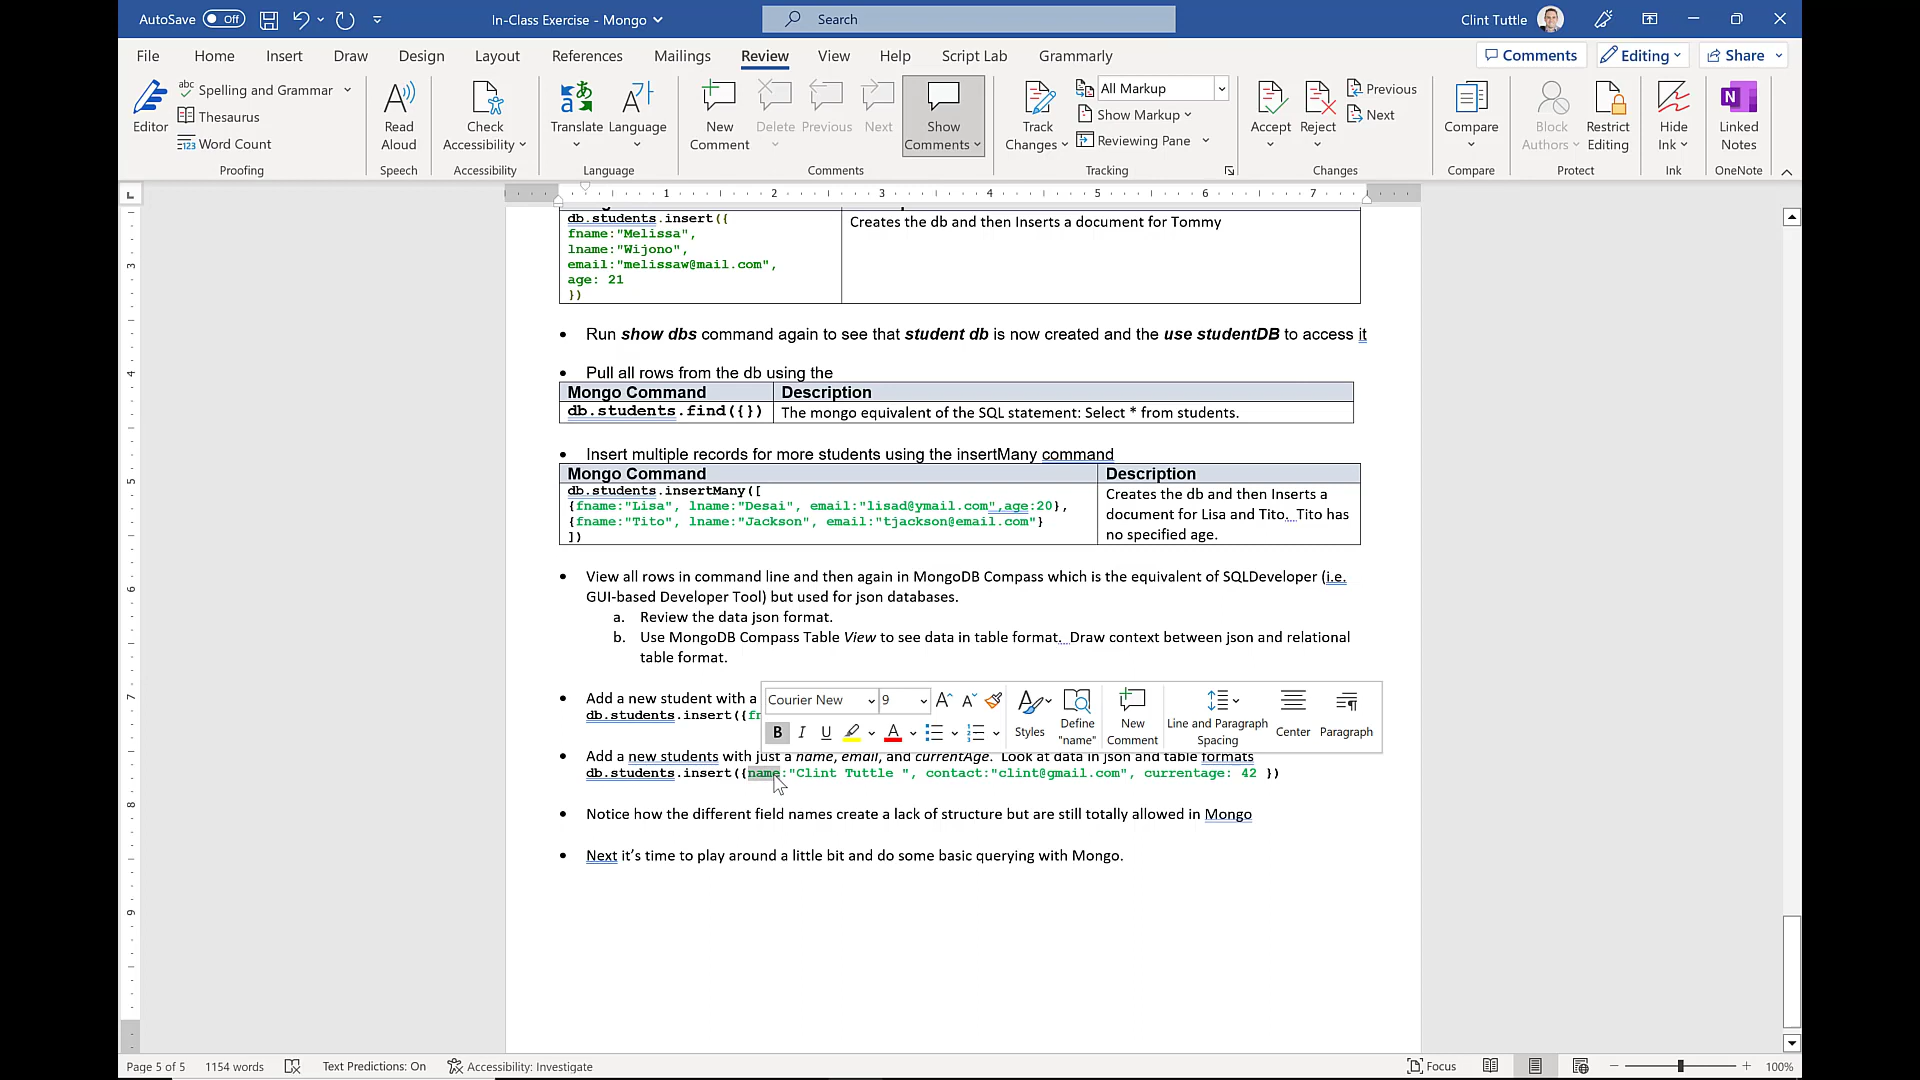 AutoSave Off In-Class Exercise - Mongo Search Clint Tuttle
File Home Insert Draw Design Layout References Mailings Review View Help Script Lab Grammarly Comments Editing Share
Editor
abc Spelling and Grammar
Thesaurus
123 Word Count
Proofing
Read Aloud
Speech
Check Accessibility
Accessibility
Translate Language
Language
New Comment Delete Previous Next Show Comments
Comments
Track Changes
All Markup
Show Markup
Reviewing Pane
Tracking
Accept Reject
Previous
Next
Changes
Compare
Compare
Block Authors Restrict Editing
Protect
Hide Ink
Ink
Linked Notes
OneNote
1 2 3 4 5 6 7
db.students.insert({
fname:"Melissa",
lname:"Wijono",
email:"melissaw@mail.com",
age: 21
})
Creates the db and then Inserts a document for Tommy
• Run show dbs command again to see that student db is now created and the use studentDB to access it
• Pull all rows from the db using the
Mongo Command Description
db.students.find({}) The mongo equivalent of the SQL statement: Select * from students.
• Insert multiple records for more students using the insertMany command
Mongo Command Description
db.students.insertMany([
{fname:"Lisa", lname:"Desai", email:"lisad@ymail.com",age:20},
{fname:"Tito", lname:"Jackson", email:"tjackson@email.com"}
])
Creates the db and then Inserts a
document for Lisa and Tito. Tito has
no specified age.
• View all rows in command line and then again in MongoDB Compass which is the equivalent of SQLDeveloper (i.e.
GUI-based Developer Tool) but used for json databases.
a. Review the data json format.
b. Use MongoDB Compass Table View to see data in table format. Draw context between json and relational
table format.
• Add a new student with a
db.students.insert({
Courier New 9
B I U A
Styles Define "name" New Comment Line and Paragraph Spacing Center Paragraph
• Add a new students with just a name, email, and currentAge. Look at data in json and table formats
db.students.insert({name:"Clint Tuttle ", contact:"clint@gmail.com", currentage: 42 })
• Notice how the different field names create a lack of structure but are still totally allowed in Mongo
• Next it's time to play around a little bit and do some basic querying with Mongo.
3
4
5
6
7
8
9
Page 5 of 5 1154 words Text Predictions: On Accessibility: Investigate Focus 100%